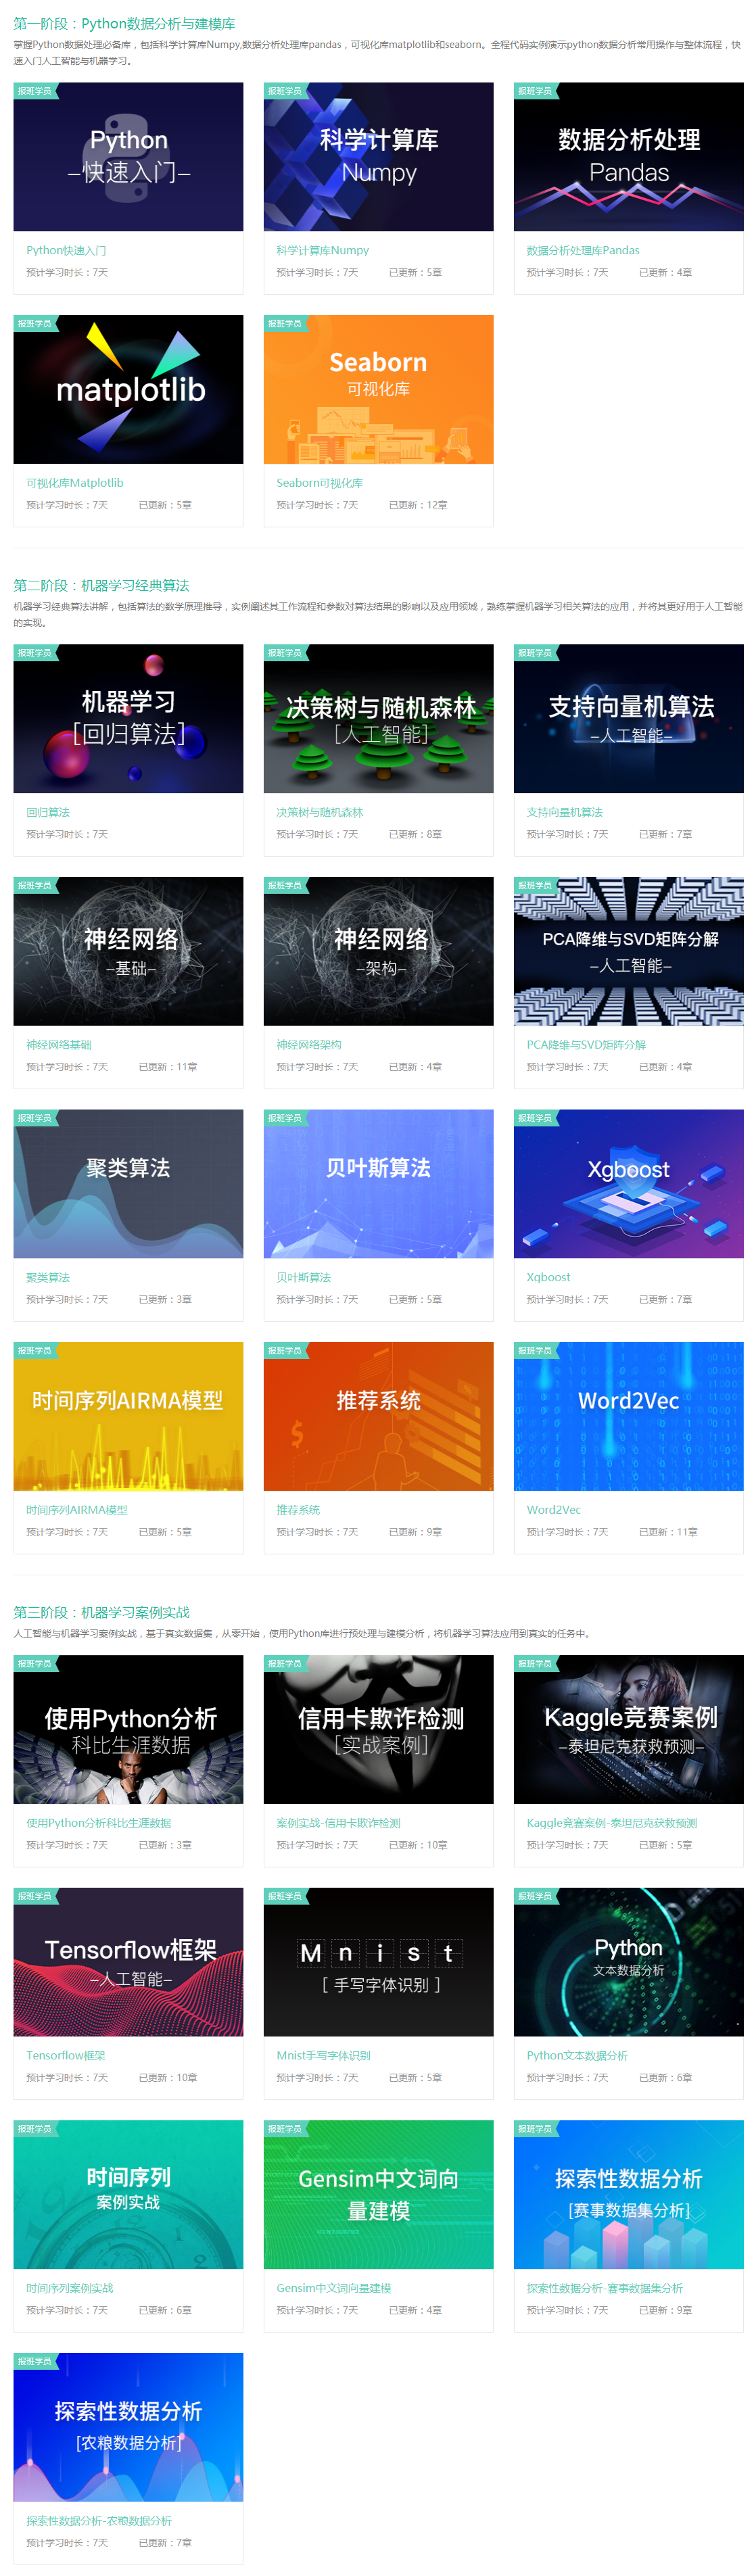 第一阶段：Python数据分析与建模库
掌握Python数据处理必备库，包括科学计算库Numpy,数据分析处理库pandas，可视化库matplotlib和seaborn。全程代码实例演示python数据分析常用操作与整体流程，快
速入门人工智能与机器学习。
报班学员
Python
—快速入门—
Python快速入门
预计学习时长：7天
报班学员
科学计算库
Numpy
科学计算库Numpy
预计学习时长：7天 已更新：5章
报班学员
数据分析处理
Pandas
数据分析处理库Pandas
预计学习时长：7天 已更新：4章
报班学员
matplotlib
可视化库Matplotlib
预计学习时长：7天 已更新：5章
报班学员
Seaborn
可视化库
Seaborn可视化库
预计学习时长：7天 已更新：12章
第二阶段：机器学习经典算法
机器学习经典算法讲解，包括算法的数学原理推导，实例阐述其工作流程和参数对算法结果的影响以及应用领域，熟练掌握机器学习相关算法的应用，并将其更好用于人工智能
的实现。
报班学员
机器学习
[回归算法]
回归算法
预计学习时长：7天
报班学员
决策树与随机森林
[人工智能]
决策树与随机森林
预计学习时长：7天 已更新：8章
报班学员
支持向量机算法
—人工智能—
支持向量机算法
预计学习时长：7天 已更新：7章
报班学员
神经网络
—基础—
神经网络基础
预计学习时长：7天 已更新：11章
报班学员
神经网络
—架构—
神经网络架构
预计学习时长：7天 已更新：4章
报班学员
PCA降维与SVD矩阵分解
—人工智能—
PCA降维与SVD矩阵分解
预计学习时长：7天 已更新：4章
报班学员
聚类算法
聚类算法
预计学习时长：7天 已更新：3章
报班学员
贝叶斯算法
贝叶斯算法
预计学习时长：7天 已更新：5章
报班学员
Xgboost
Xgboost
预计学习时长：7天 已更新：7章
报班学员
时间序列AIRMA模型
时间序列AIRMA模型
预计学习时长：7天 已更新：5章
报班学员
推荐系统
推荐系统
预计学习时长：7天 已更新：9章
报班学员
Word2Vec
Word2Vec
预计学习时长：7天 已更新：11章
第三阶段：机器学习案例实战
人工智能与机器学习案例实战，基于真实数据集，从零开始，使用Python库进行预处理与建模分析，将机器学习算法应用到真实的任务中。
报班学员
使用Python分析
科比生涯数据
使用Python分析科比生涯数据
预计学习时长：7天 已更新：3章
报班学员
信用卡欺诈检测
[实战案例]
案例实战-信用卡欺诈检测
预计学习时长：7天 已更新：10章
报班学员
Kaggle竞赛案例
—泰坦尼克获救预测—
Kaggle竞赛案例-泰坦尼克获救预测
预计学习时长：7天 已更新：5章
报班学员
Tensorflow框架
—人工智能—
Tensorflow框架
预计学习时长：7天 已更新：10章
报班学员
Mnist
[ 手写字体识别 ]
Mnist手写字体识别
预计学习时长：7天 已更新：5章
报班学员
Python
文本数据分析
Python文本数据分析
预计学习时长：7天 已更新：6章
报班学员
时间序列
案例实战
时间序列案例实战
预计学习时长：7天 已更新：6章
报班学员
Gensim中文词向
量建模
Gensim中文词向量建模
预计学习时长：7天 已更新：4章
报班学员
探索性数据分析
[赛事数据集分析]
探索性数据分析-赛事数据集分析
预计学习时长：7天 已更新：9章
报班学员
探索性数据分析
[农粮数据分析]
探索性数据分析-农粮数据分析
预计学习时长：7天 已更新：7章